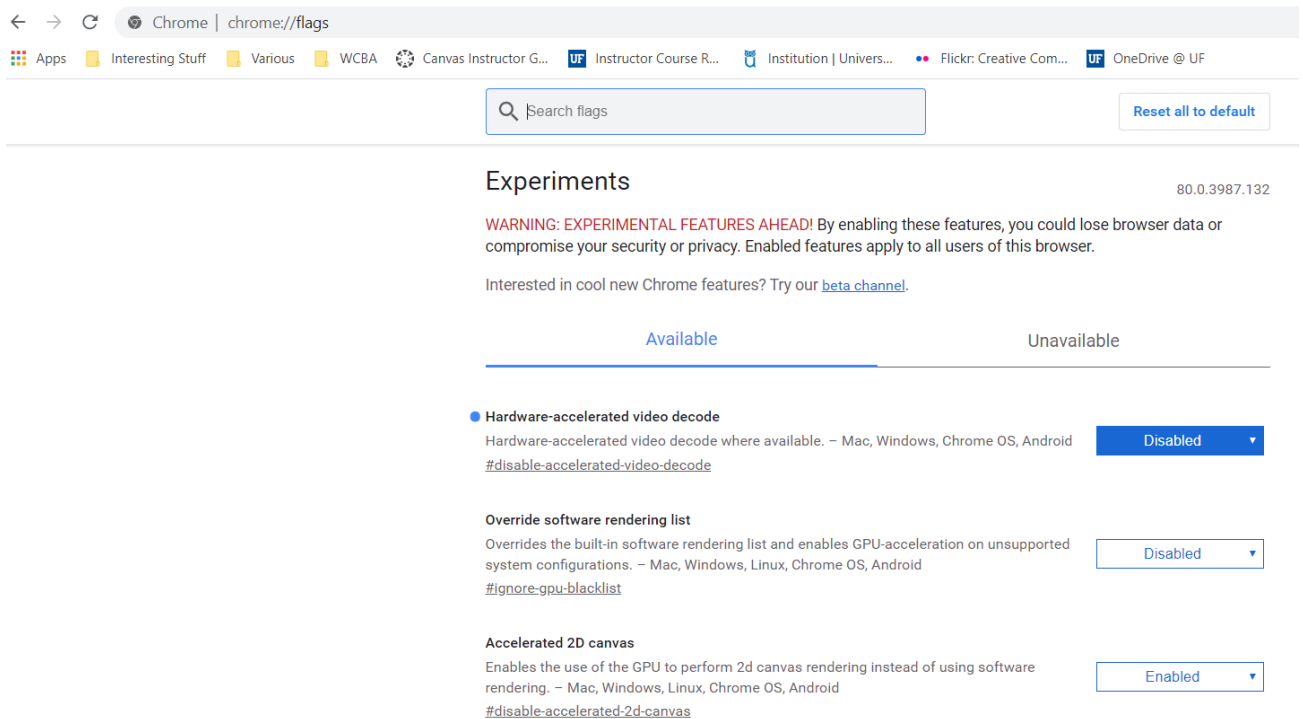 Chrome | chrome://flags
Apps Interesting Stuff Various WCBA Canvas Instructor G... UF Instructor Course R... Institution | Univers... Flickr: Creative Com... UF OneDrive @ UF
Search flags
Reset all to default
Experiments
80.0.3987.132
WARNING: EXPERIMENTAL FEATURES AHEAD! By enabling these features, you could lose browser data or
compromise your security or privacy. Enabled features apply to all users of this browser.
Interested in cool new Chrome features? Try our beta channel.
Available
Unavailable
Hardware-accelerated video decode
Hardware-accelerated video decode where available. – Mac, Windows, Chrome OS, Android
#disable-accelerated-video-decode
Disabled
Override software rendering list
Overrides the built-in software rendering list and enables GPU-acceleration on unsupported
system configurations. – Mac, Windows, Linux, Chrome OS, Android
#ignore-gpu-blacklist
Disabled
Accelerated 2D canvas
Enables the use of the GPU to perform 2d canvas rendering instead of using software
rendering. – Mac, Windows, Linux, Chrome OS, Android
#disable-accelerated-2d-canvas
Enabled